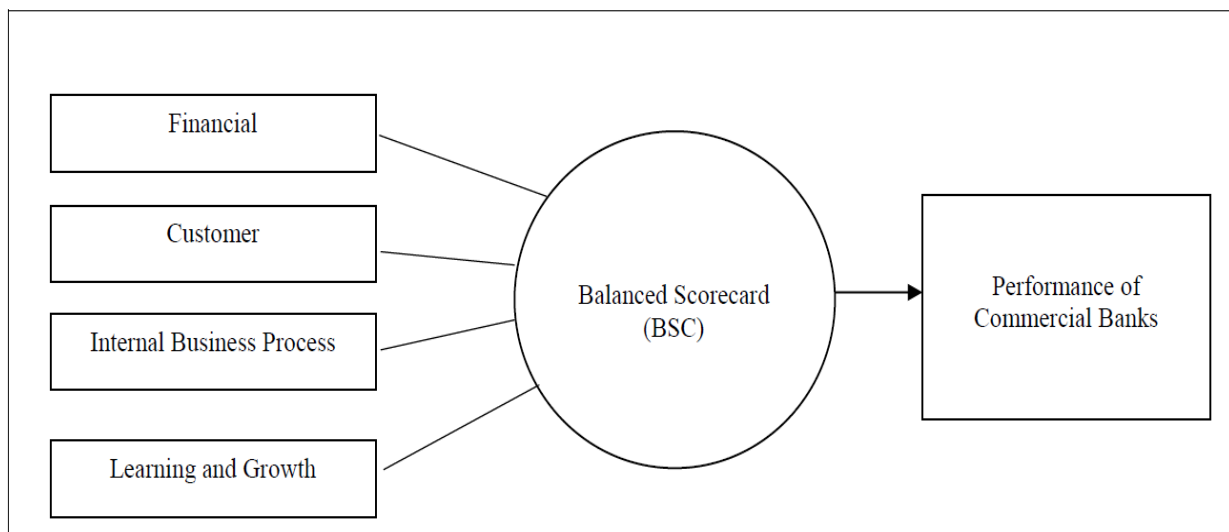 Financial
Customer
Internal Business Process
Learning and Growth
Balanced Scorecard
(BSC)
Performance of
Commercial Banks